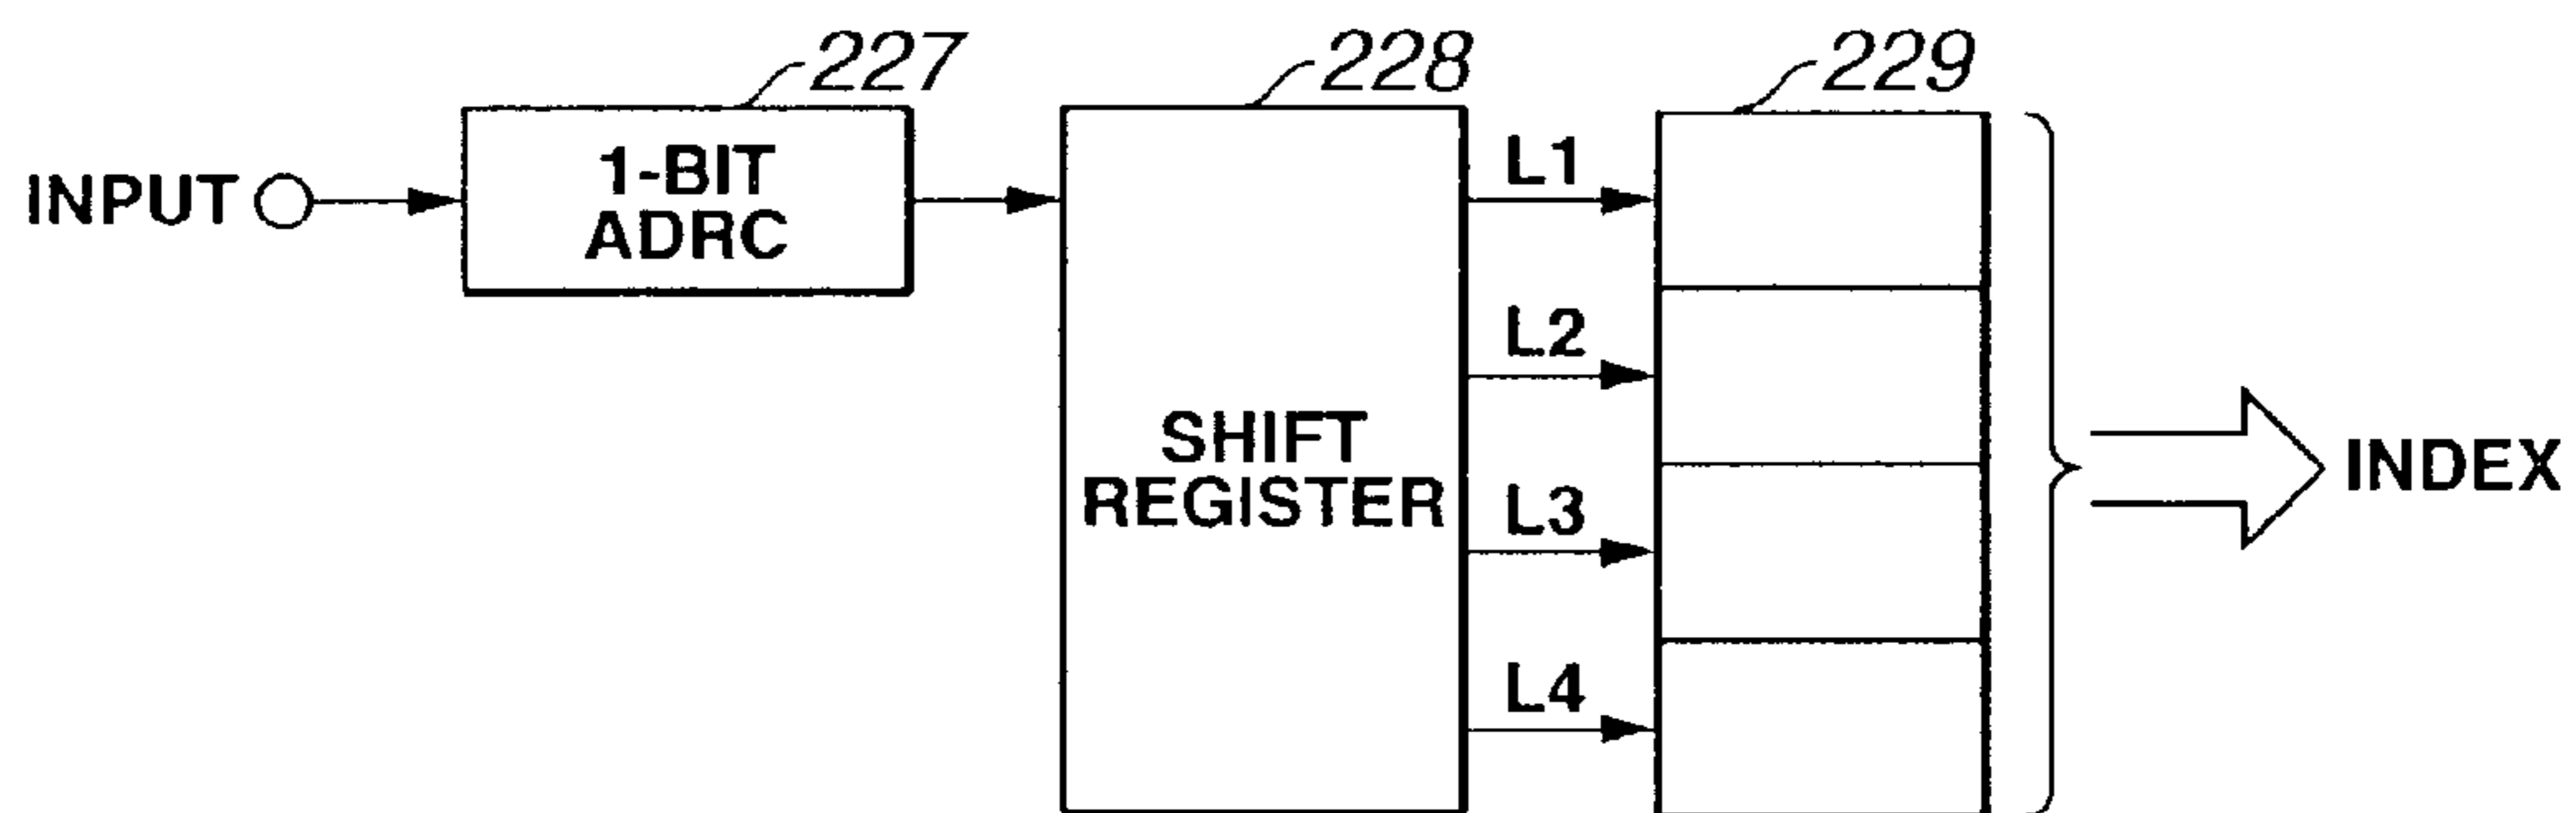 227
228
229
INPUT
1-BIT
ADRC
SHIFT
REGISTER
L1
L2
L3
L4
INDEX